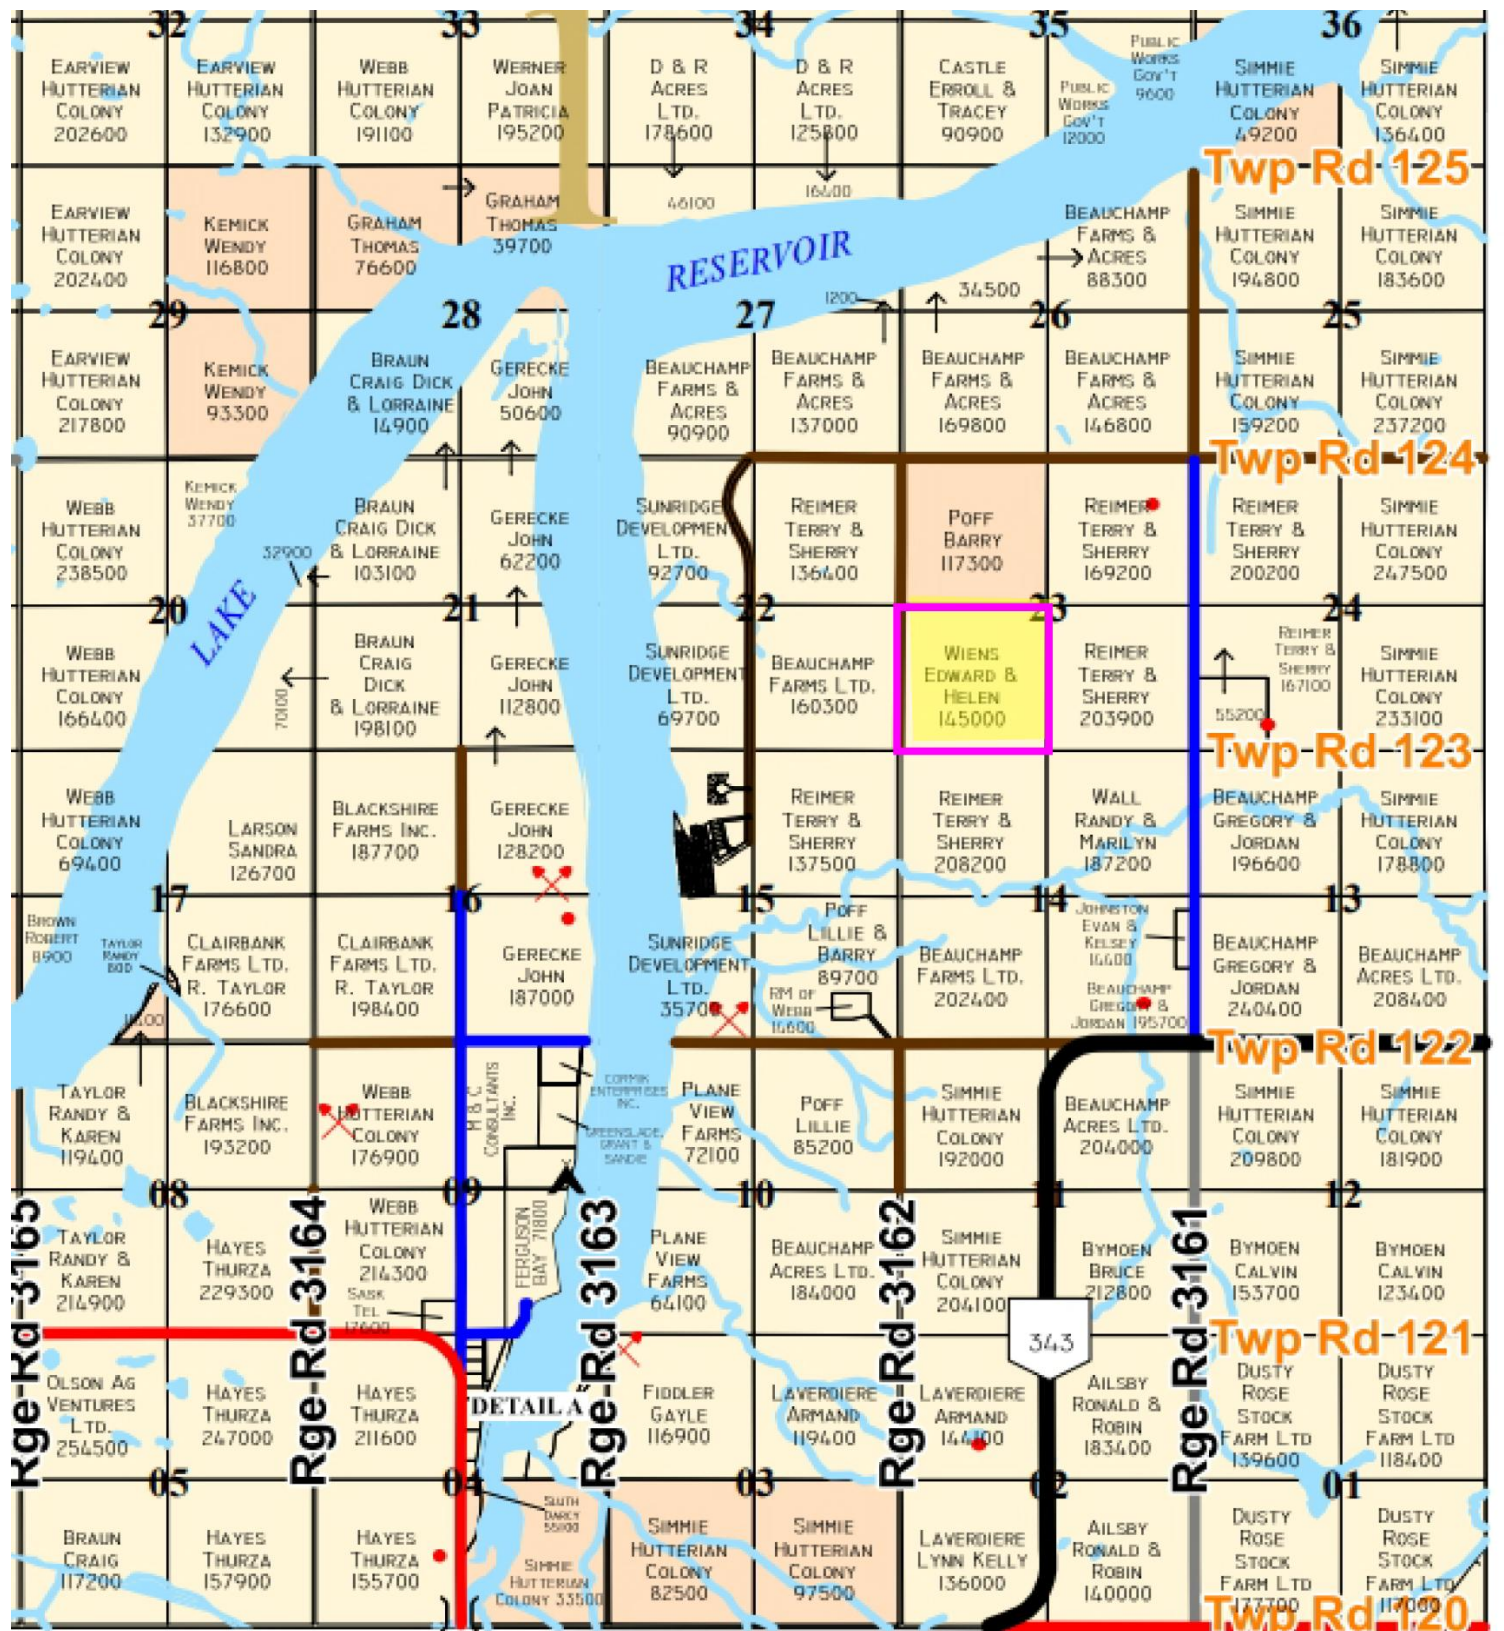 32 33 34 35 36
EARVIEW
HUTTERIAN
COLONY
202600
EARVIEW
HUTTERIAN
COLONY
132900
WEBB
HUTTERIAN
COLONY
191100
WERNER
JOAN
PATRICIA
195200
D & R
ACRES
LTD.
178600
D & R
ACRES
LTD.
125800
CASTLE
ERROLL &
TRACEY
90900
PUBLIC
WORKS
GOV'T
12000
PUBLIC
WORKS
GOV'T
9600
SIMMIE
HUTTERIAN
COLONY
49200
SIMMIE
HUTTERIAN
COLONY
136400
Twp Rd 125
EARVIEW
HUTTERIAN
COLONY
202400
KEMICK
WENDY
116800
GRAHAM
THOMAS
76600
GRAHAM
THOMAS
39700
46100
16400
RESERVOIR
1200
34500
BEAUCHAMP
FARMS &
ACRES
88300
SIMMIE
HUTTERIAN
COLONY
194800
SIMMIE
HUTTERIAN
COLONY
183600
29 28 27 26 25
EARVIEW
HUTTERIAN
COLONY
217800
KEMICK
WENDY
93300
BRAUN
CRAIG DICK
& LORRAINE
14900
GERECKE
JOHN
50600
BEAUCHAMP
FARMS &
ACRES
90900
BEAUCHAMP
FARMS &
ACRES
137000
BEAUCHAMP
FARMS &
ACRES
169800
BEAUCHAMP
FARMS &
ACRES
146800
SIMMIE
HUTTERIAN
COLONY
159200
SIMMIE
HUTTERIAN
COLONY
237200
Twp Rd 124
WEBB
HUTTERIAN
COLONY
238500
KEMICK
WENDY
37700
32900
BRAUN
CRAIG DICK
& LORRAINE
103100
GERECKE
JOHN
62200
SUNRIDGE
DEVELOPMENT
LTD.
92700
REIMER
TERRY &
SHERRY
136400
POFF
BARRY
117300
REIMER
TERRY &
SHERRY
169200
REIMER
TERRY &
SHERRY
200200
SIMMIE
HUTTERIAN
COLONY
247500
LAKE
20 21 22 23 24
WEBB
HUTTERIAN
COLONY
166400
70100
BRAUN
CRAIG
DICK
& LORRAINE
198100
GERECKE
JOHN
112800
SUNRIDGE
DEVELOPMENT
LTD.
69700
BEAUCHAMP
FARMS LTD.
160300
WIENS
EDWARD &
HELEN
145000
REIMER
TERRY &
SHERRY
203900
55200
REIMER
TERRY &
SHERRY
167100
SIMMIE
HUTTERIAN
COLONY
233100
Twp Rd 123
WEBB
HUTTERIAN
COLONY
69400
LARSON
SANDRA
126700
BLACKSHIRE
FARMS INC.
187700
GERECKE
JOHN
128200
REIMER
TERRY &
SHERRY
137500
REIMER
TERRY &
SHERRY
208200
WALL
RANDY &
MARILYN
187200
BEAUCHAMP
GREGORY &
JORDAN
196600
SIMMIE
HUTTERIAN
COLONY
178800
17 16 15 14 13
BROWN
ROBERT
8900
TAYLOR
RANDY
800
CLAIRBANK
FARMS LTD.
R. TAYLOR
176600
CLAIRBANK
FARMS LTD.
R. TAYLOR
198400
GERECKE
JOHN
187000
SUNRIDGE
DEVELOPMENT
LTD.
35700
POFF
LILLIE &
BARRY
89700
RM OF
WEBB
16600
BEAUCHAMP
FARMS LTD.
202400
JOHNSTON
EVAN &
KELSEY
14400
BEAUCHAMP
GREGORY &
JORDAN 195700
BEAUCHAMP
GREGORY &
JORDAN
240400
BEAUCHAMP
ACRES LTD.
208400
Twp Rd 122
TAYLOR
RANDY &
KAREN
119400
BLACKSHIRE
FARMS INC.
193200
WEBB
HUTTERIAN
COLONY
176900
M & C
CONSULTANTS
INC.
CORMIK
ENTERPRISES
INC.
GREENSLADE,
GRANT &
SANDIE
PLANE
VIEW
FARMS
72100
POFF
LILLIE
85200
SIMMIE
HUTTERIAN
COLONY
192000
BEAUCHAMP
ACRES LTD.
204000
SIMMIE
HUTTERIAN
COLONY
209800
SIMMIE
HUTTERIAN
COLONY
181900
08 09 10 11 12
Rge Rd 3165
TAYLOR
RANDY &
KAREN
214900
HAYES
THURZA
229300
Rge Rd 3164
WEBB
HUTTERIAN
COLONY
214300
SASK
TEL
17600
FERGUSON
BAY 71800
Rge Rd 3163
PLANE
VIEW
FARMS
64100
BEAUCHAMP
ACRES LTD.
184000
Rge Rd 3162
SIMMIE
HUTTERIAN
COLONY
204100
343
BYMOEN
BRUCE
212800
Rge Rd 3161
BYMOEN
CALVIN
153700
BYMOEN
CALVIN
123400
Twp Rd 121
OLSON AG
VENTURES
LTD.
254500
HAYES
THURZA
247000
HAYES
THURZA
211600
DETAIL A
FIDDLER
GAYLE
116900
LAVERDIERE
ARMAND
119400
LAVERDIERE
ARMAND
144100
AILSBY
RONALD &
ROBIN
183400
DUSTY
ROSE
STOCK
FARM LTD
139600
DUSTY
ROSE
STOCK
FARM LTD
118400
05 04 03 02 01
BRAUN
CRAIG
117200
HAYES
THURZA
157900
HAYES
THURZA
155700
SLUTH
DARCY
55100
SIMMIE
HUTTERIAN
COLONY 33500
SIMMIE
HUTTERIAN
COLONY
82500
SIMMIE
HUTTERIAN
COLONY
97500
LAVERDIERE
LYNN KELLY
136000
AILSBY
RONALD &
ROBIN
140000
DUSTY
ROSE
STOCK
FARM LTD
177700
DUSTY
ROSE
STOCK
FARM LTD
117000
Twp Rd 120